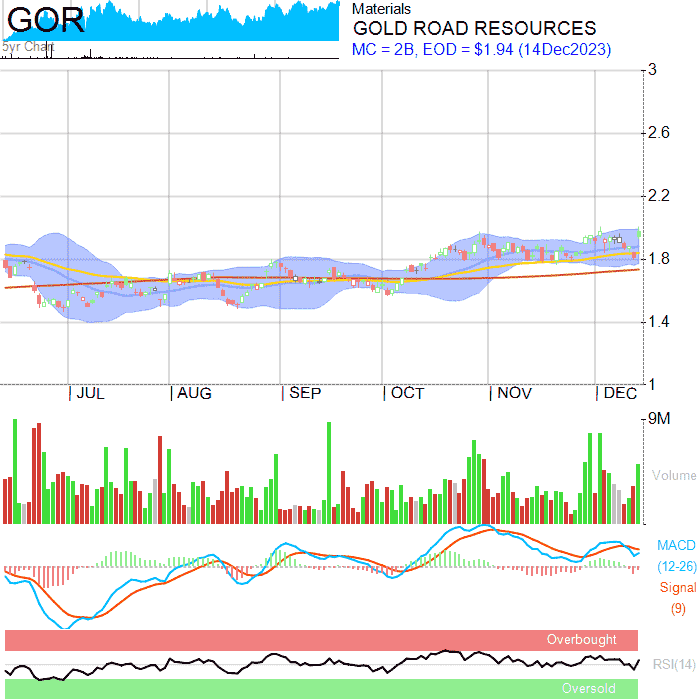 GOR
5yr Chart
Materials
GOLD ROAD RESOURCES
MC = 2B, EOD = $1.94 (14Dec2023)
3
2.6
2.2
1.8
1.4
1
JUL AUG SEP OCT NOV DEC
9M
Volume
MACD
(12-26)
Signal
(9)
Overbought
RSI(14)
Oversold